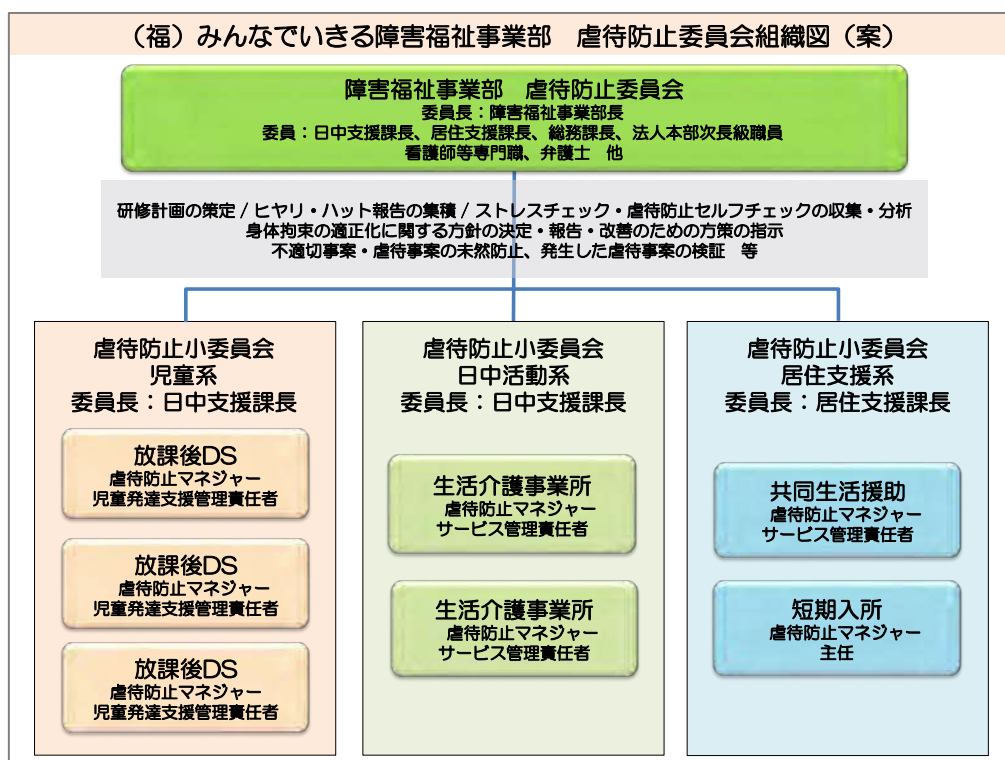 （福）みんなでいきる障害福祉事業部　虐待防止委員会組織図（案）
障害福祉事業部　虐待防止委員会
委員長：障害福祉事業部長
委員：日中支援課長、居住支援課長、総務課長、法人本部次長級職員
看護師等専門職、弁護士　他
研修計画の策定 / ヒヤリ・ハット報告の集積 / ストレスチェック・虐待防止セルフチェックの収集・分析
身体拘束の適正化に関する方針の決定・報告・改善のための方策の指示
不適切事案・虐待事案の未然防止、発生した虐待事案の検証　等
虐待防止小委員会
児童系
委員長：日中支援課長
放課後DS
虐待防止マネジャー
児童発達支援管理責任者
放課後DS
虐待防止マネジャー
児童発達支援管理責任者
放課後DS
虐待防止マネジャー
児童発達支援管理責任者
虐待防止小委員会
日中活動系
委員長：日中支援課長
生活介護事業所
虐待防止マネジャー
サービス管理責任者
生活介護事業所
虐待防止マネジャー
サービス管理責任者
虐待防止小委員会
居住支援系
委員長：居住支援課長
共同生活援助
虐待防止マネジャー
サービス管理責任者
短期入所
虐待防止マネジャー
主任